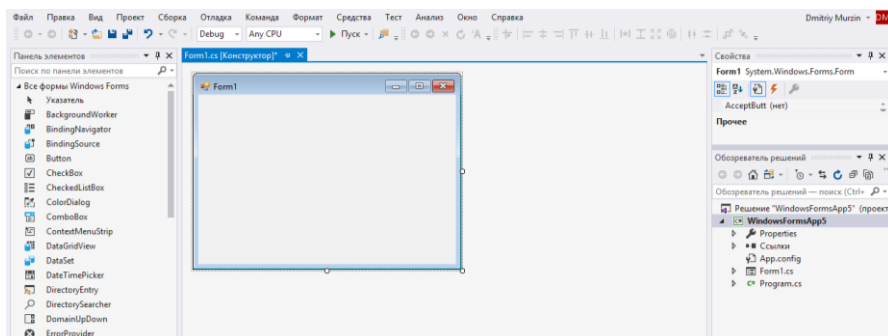 Файл Правка Вид Проект Сборка Отладка Команда Формат Средства Тест Анализ Окно Справка Dmitriy Murzin DM
Debug Any CPU Пуск
Панель элементов
Поиск по панели элементов
Все формы Windows Forms
Указатель
BackgroundWorker
BindingNavigator
BindingSource
Button
CheckBox
CheckedListBox
ColorDialog
ComboBox
ContextMenuStrip
DataGridView
DataSet
DateTimePicker
DirectoryEntry
DirectorySearcher
DomainUpDown
ErrorProvider
Form1.cs [Конструктор]*
Form1
Свойства
Form1 System.Windows.Forms.Form
AcceptButt (нет)
Прочее
Обозреватель решений
Обозреватель решений — поиск (Ctrl+
Решение "WindowsFormsApp5" (проект
WindowsFormsApp5
Properties
Ссылки
App.config
Form1.cs
C# Program.cs